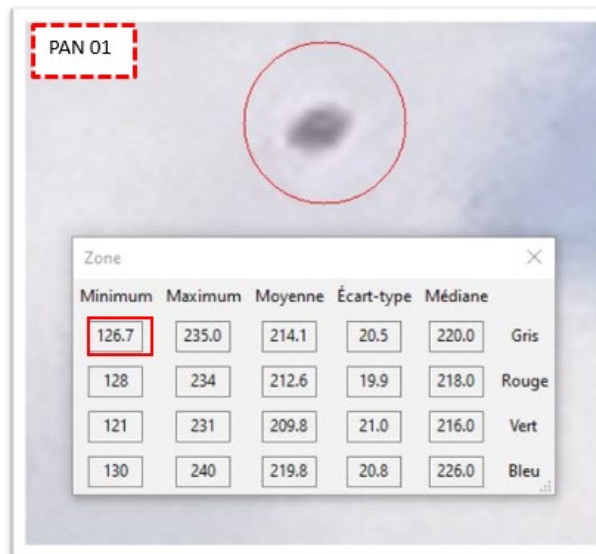 PAN 01
Zone
Minimum Maximum Moyenne Écart-type Médiane
126.7 235.0 214.1 20.5 220.0 Gris
128 234 212.6 19.9 218.0 Rouge
121 231 209.8 21.0 216.0 Vert
130 240 219.8 20.8 226.0 Bleu